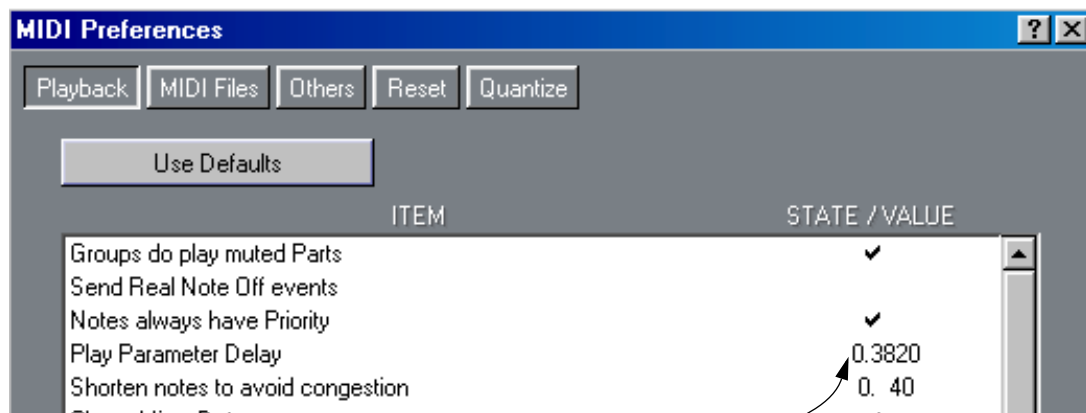 MIDI Preferences
Playback MIDI Files Others Reset Quantize
Use Defaults
ITEM STATE / VALUE
Groups do play muted Parts
Send Real Note Off events
Notes always have Priority
Play Parameter Delay 0.3820
Shorten notes to avoid congestion 0. 40